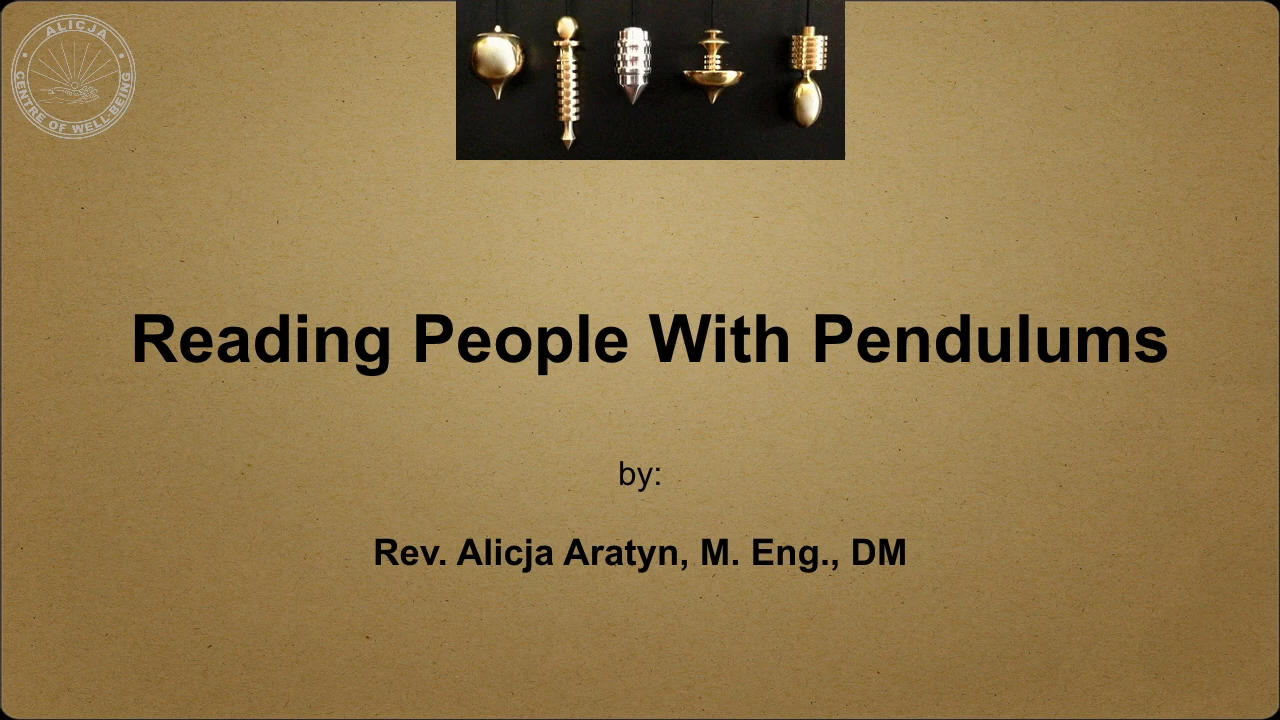 ALICJA
CENTRE OF WELL-BEING
Reading People With Pendulums
by:
Rev. Alicja Aratyn, M. Eng., DM